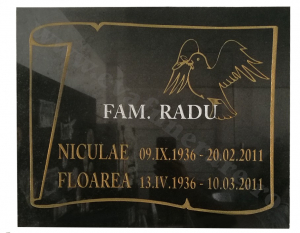 FAM. RADU
NICULAE 09.IX.1936 - 20.02.2011
FLOAREA 13.IV.1936 - 10.03.2011